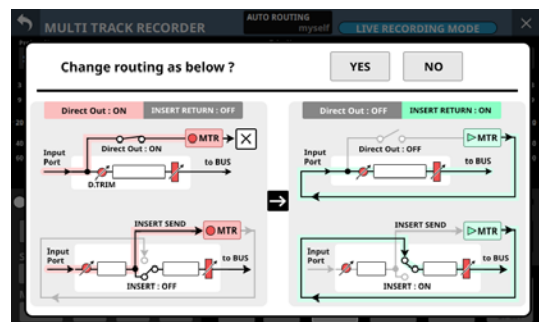 MULTI TRACK RECORDER
AUTO ROUTING
myself
LIVE RECORDING MODE
Change routing as below ?
YES
NO
Direct Out : ON
INSERT RETURN : OFF
MTR
Direct Out : ON
Input
Port
to BUS
D.TRIM
INSERT SEND
MTR
Input
Port
to BUS
INSERT : OFF
Direct Out : OFF
INSERT RETURN : ON
MTR
Direct Out : OFF
Input
Port
to BUS
INSERT SEND
MTR
Input
Port
to BUS
INSERT : ON